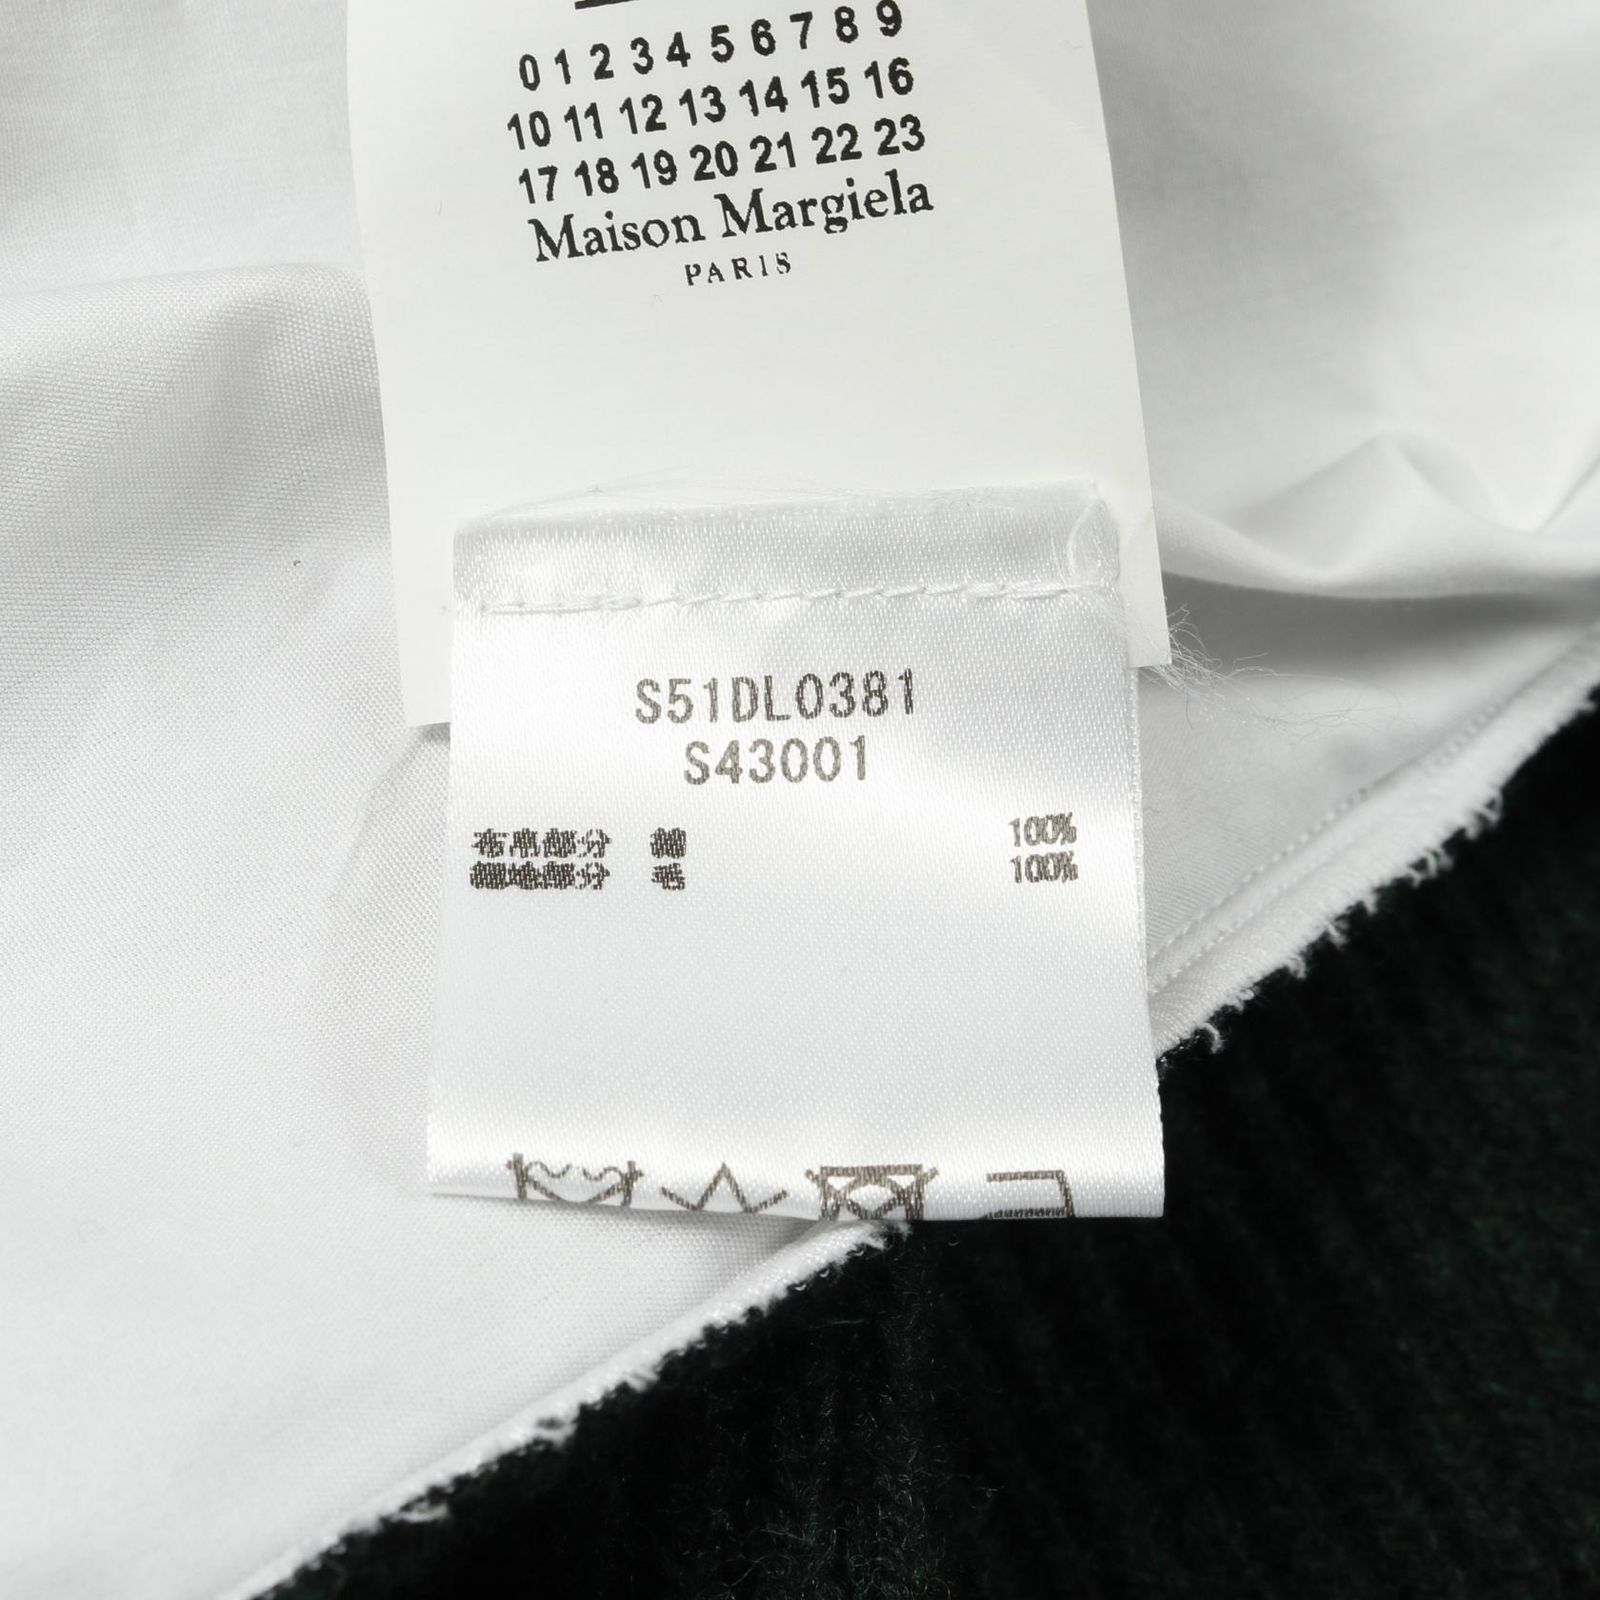 0 1 2 3 4 5 6 7 8 9
10 11 12 13 14 15 16
17 18 19 20 21 22 23
Maison Margiela
PARIS
S51DL0381
S43001
布帛部分 綿 100%
編地部分 毛 100%